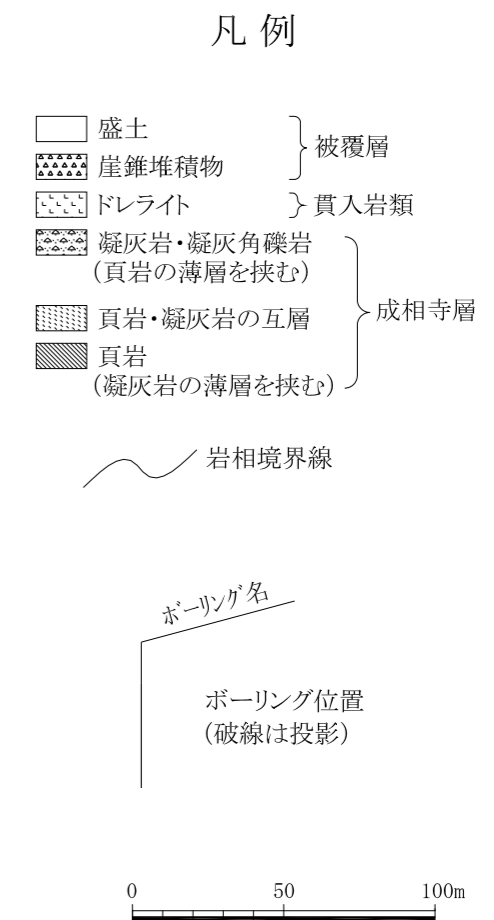 凡 例
盛土
崖錐堆積物
被覆層
ドレライト
貫入岩類
凝灰岩・凝灰角礫岩
(頁岩の薄層を挟む)
頁岩・凝灰岩の互層
頁岩
(凝灰岩の薄層を挟む)
成相寺層
岩相境界線
ボーリング名
ボーリング位置
(破線は投影)
0 50 100m